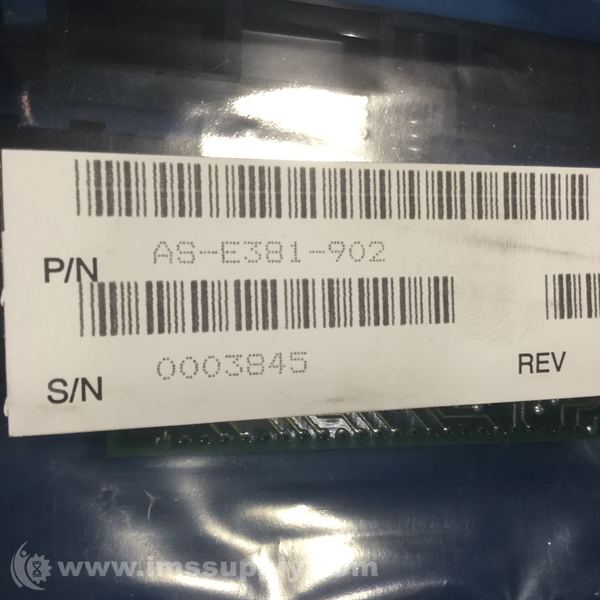 P/N AS-E381-902
S/N 0003845 REV
www.imssupply.com